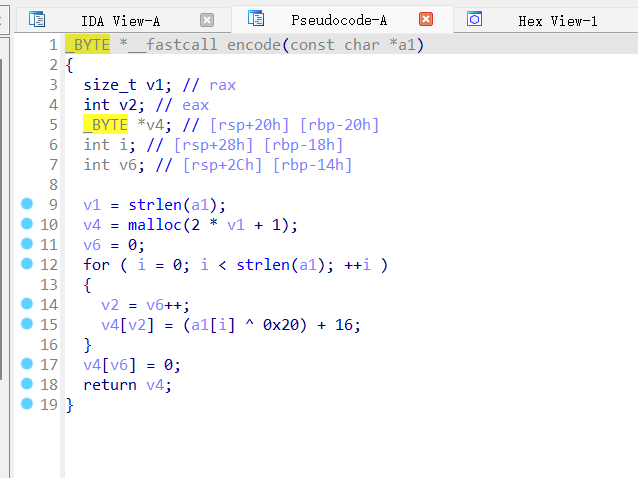 IDA View-A Pseudocode-A Hex View-1
1 _BYTE *__fastcall encode(const char *a1)
2 {
3 size_t v1; // rax
4 int v2; // eax
5 _BYTE *v4; // [rsp+20h] [rbp-20h]
6 int i; // [rsp+28h] [rbp-18h]
7 int v6; // [rsp+2Ch] [rbp-14h]
8
9 v1 = strlen(a1);
10 v4 = malloc(2 * v1 + 1);
11 v6 = 0;
12 for ( i = 0; i < strlen(a1); ++i )
13 {
14 v2 = v6++;
15 v4[v2] = (a1[i] ^ 0x20) + 16;
16 }
17 v4[v6] = 0;
18 return v4;
19 }